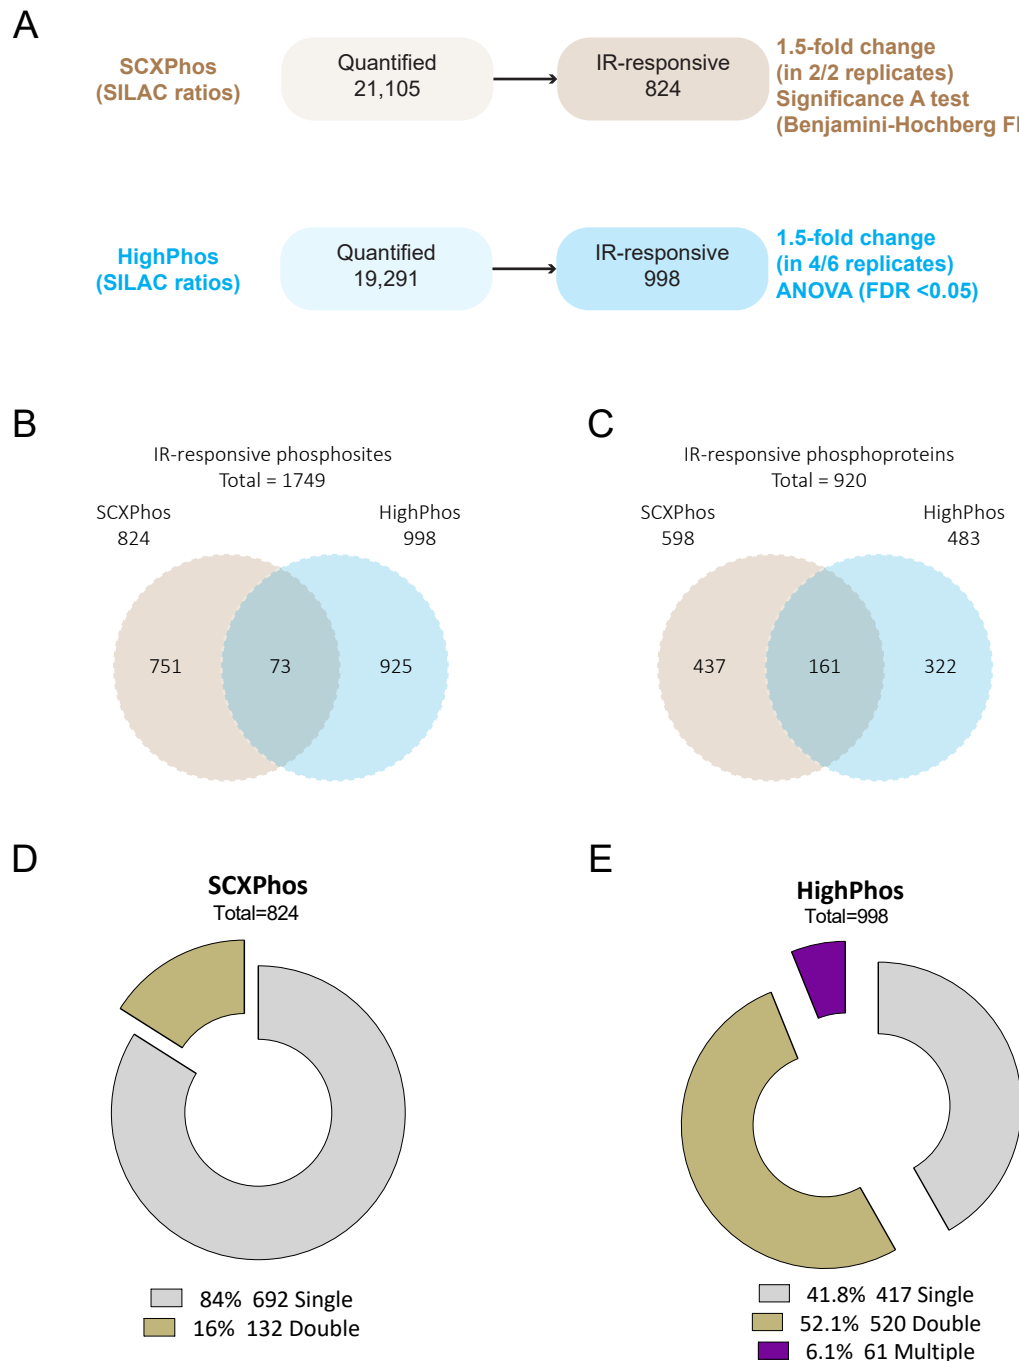 A
SCXPhos
(SILAC ratios)
Quantified
21,105
IR-responsive
824
1.5-fold change
(in 2/2 replicates)
Significance A test
(Benjamini-Hochberg
HighPhos
(SILAC ratios)
Quantified
19,291
IR-responsive
998
1.5-fold change
(in 4/6 replicates)
ANOVA (FDR <0.05)
B
IR-responsive phosphosites
Total = 1749
SCXPhos
824
HighPhos
998
751
73
925
C
IR-responsive phosphoproteins
Total = 920
SCXPhos
598
HighPhos
483
437
161
322
D
SCXPhos
Total=824
84% 692 Single
16% 132 Double
E
HighPhos
Total=998
41.8% 417 Single
52.1% 520 Double
6.1% 61 Multiple